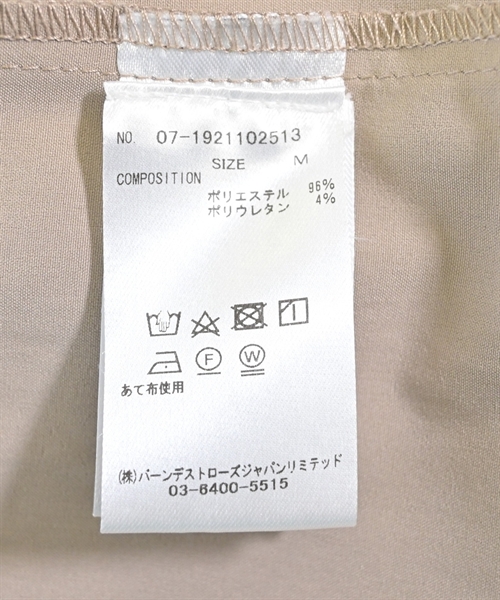 NO. 07-1921102513
SIZE M
COMPOSITION
ポリエステル 96%
ポリウレタン 4%
F W
あて布使用
(株)バーンデストローズジャパンリミテッド
03-6400-5515